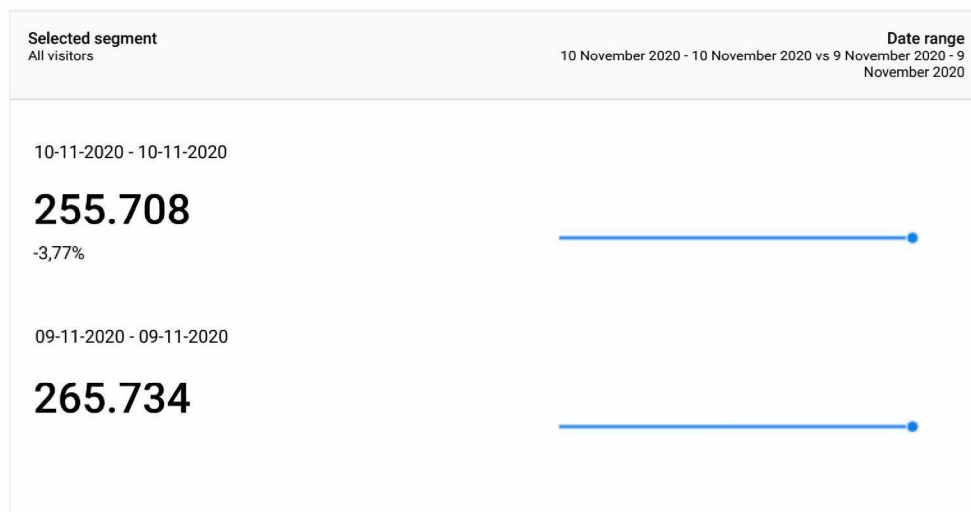 Selected segment
All visitors
Date range
10 November 2020 - 10 November 2020 vs 9 November 2020 - 9
November 2020
10-11-2020 - 10-11-2020
255.708
-3,77%
09-11-2020 - 09-11-2020
265.734